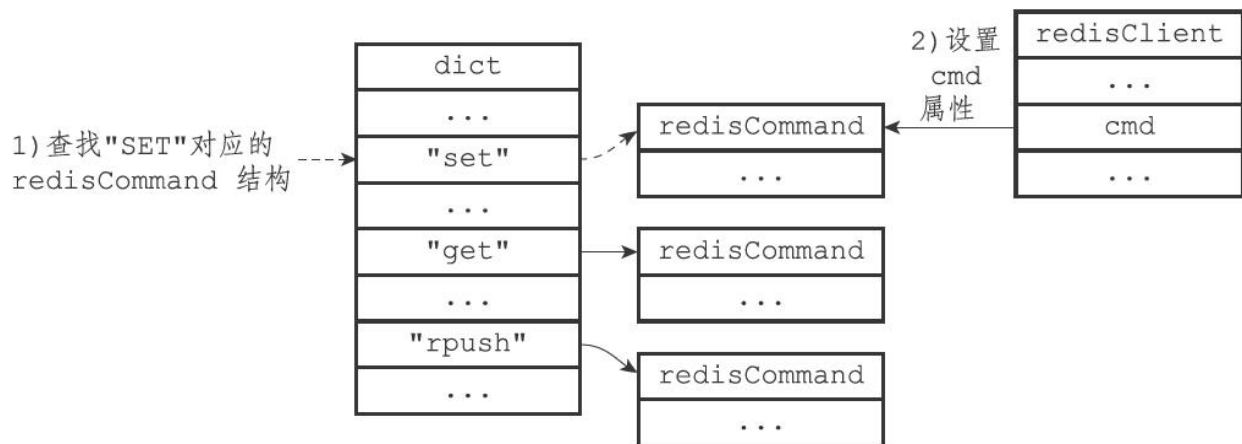 1)查找"SET"对应的
redisCommand 结构
dict
...
"set"
...
"get"
...
"rpush"
...
redisCommand
...
redisCommand
...
redisCommand
...
2)设置
cmd
属性
redisClient
...
cmd
...